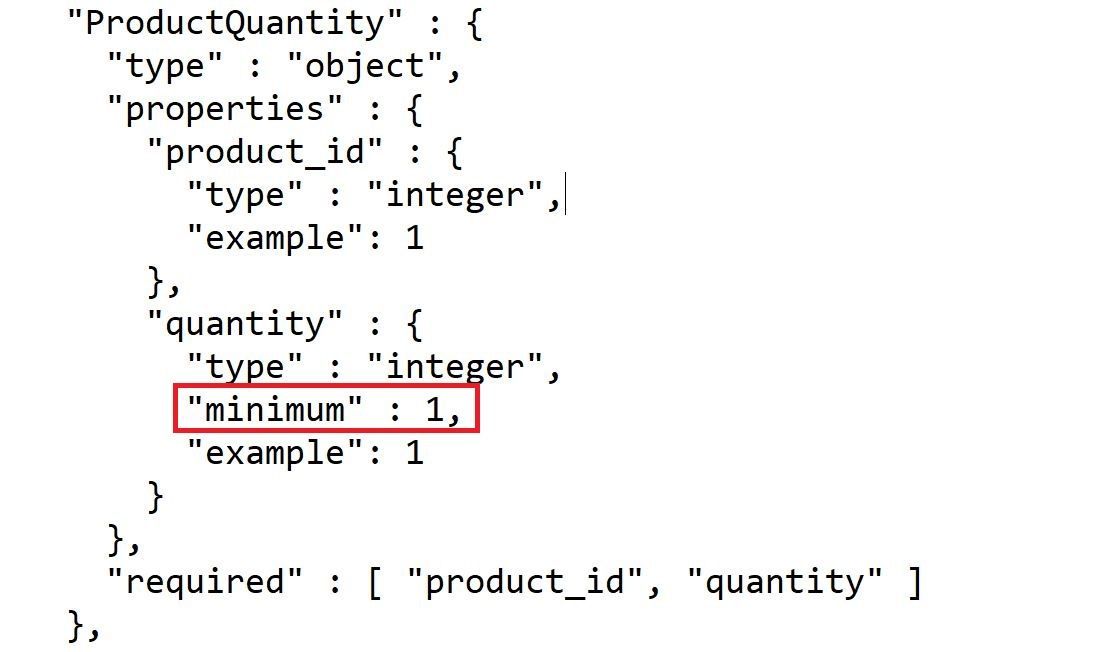 "ProductQuantity" : {
"type" : "object",
"properties" : {
"product_id" : {
"type" : "integer",
"example": 1
},
"quantity" : {
"type" : "integer",
"minimum" : 1,
"example": 1
}
},
"required" : [ "product_id", "quantity" ]
},